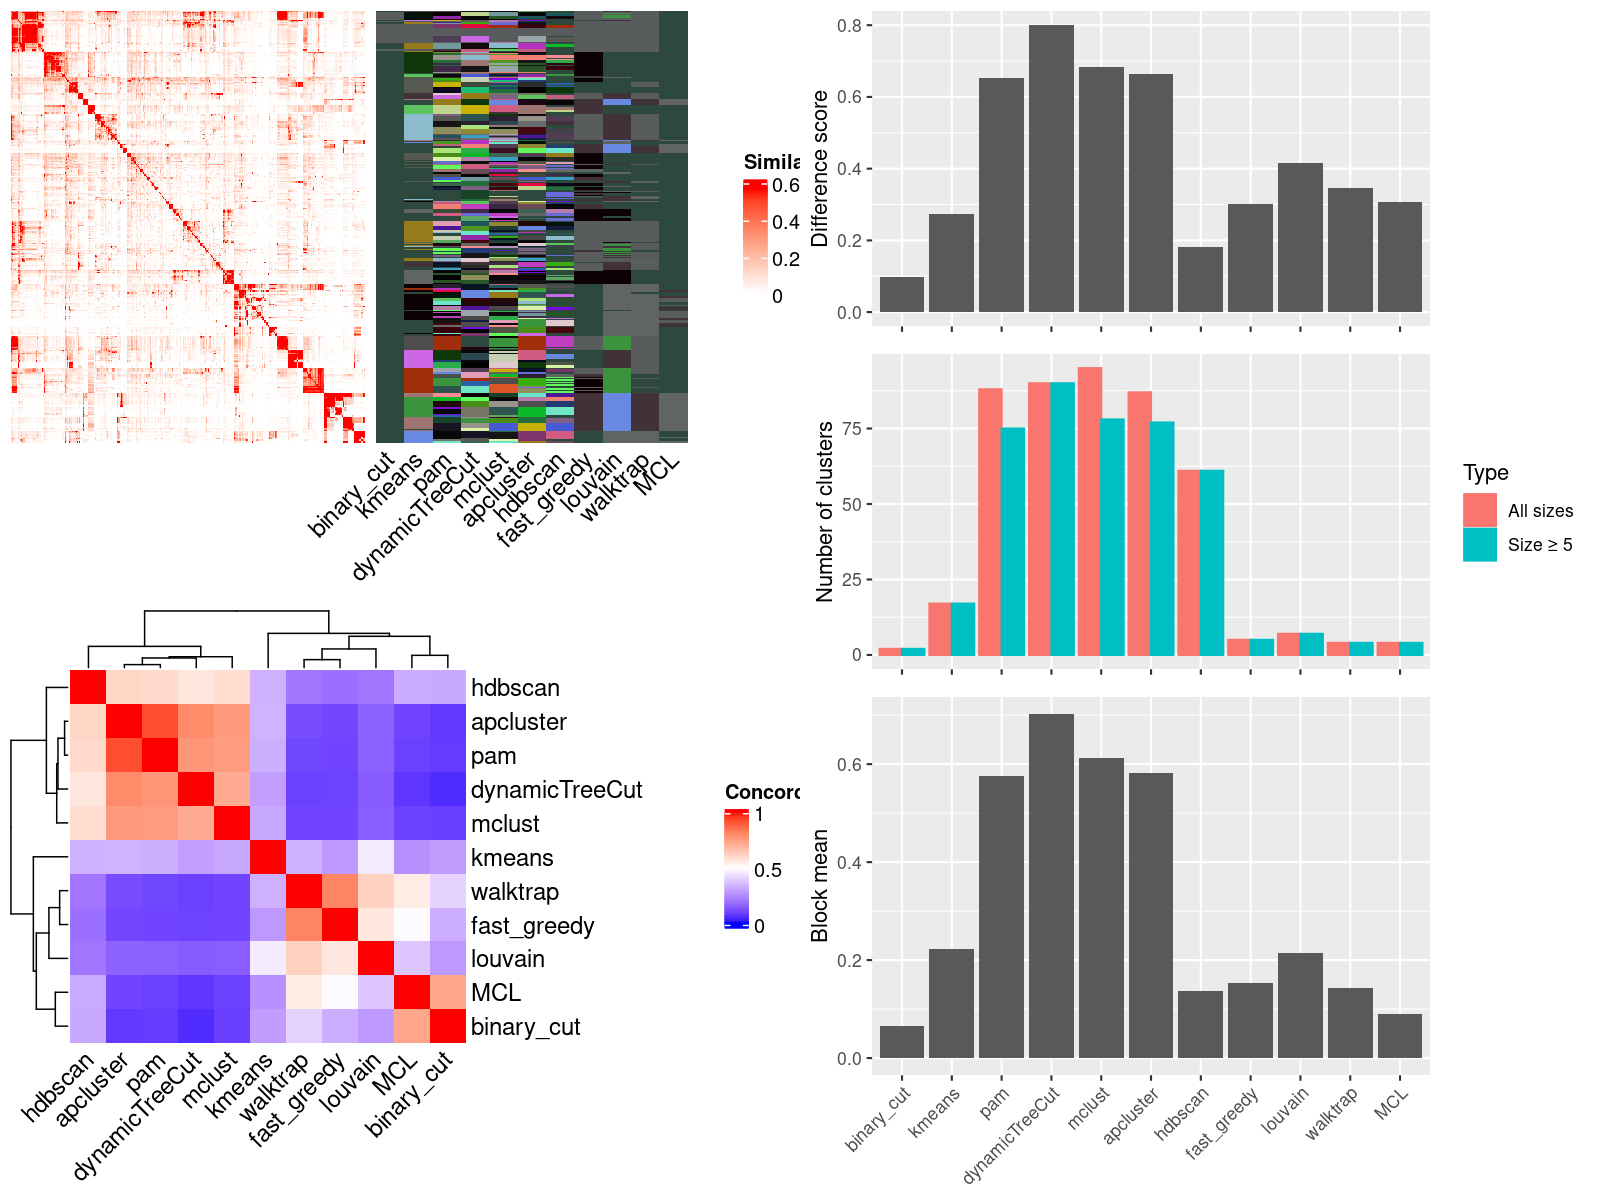 Simila
0.6
0.4
0.2
0
binary_cut
kmeans
pam
dynamicTreeCut
mclust
apcluster
hdbscan
fast_greedy
louvain
walktrap
MCL
hdbscan
apcluster
pam
dynamicTreeCut
mclust
kmeans
walktrap
fast_greedy
louvain
MCL
binary_cut
hdbscan
apcluster
pam
dynamicTreeCut
mclust
kmeans
walktrap
fast_greedy
louvain
MCL
binary_cut
Concord
1
0.5
0
Difference score
0.8
0.6
0.4
0.2
0.0
Number of clusters
75
50
25
0
Type
All sizes
Size ≥ 5
Block mean
0.6
0.4
0.2
0.0
binary_cut
kmeans
pam
dynamicTreeCut
mclust
apcluster
hdbscan
fast_greedy
louvain
walktrap
MCL